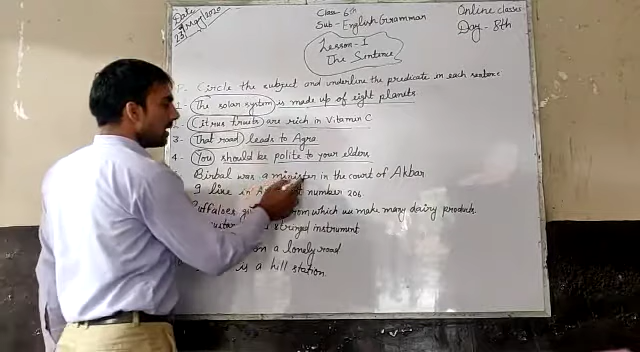 Date
23rd May 2020
Class- 6th
Sub- English Grammar
Online classes
Day - 8th
Lesson-1
The Sentence
Circle the subject and underline the predicate in each sentence
1- The solar system is made up of eight planets
2- Citrus fruits are rich in Vitamin C
3- That road leads to Agra
4- You should be polite to your elders
Birbal was a minister in the court of Akbar
I live in number 206.
Buffaloes from which we make many dairy products.
stringed instrument
on a lonely road
is a hill station